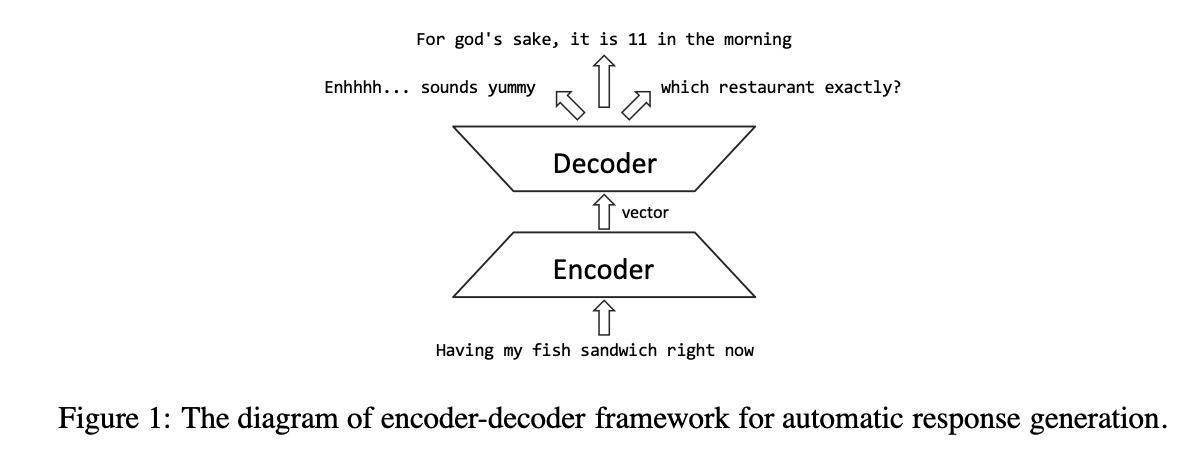 For god's sake, it is 11 in the morning
Enhhhh... sounds yummy
which restaurant exactly?
Decoder
vector
Encoder
Having my fish sandwich right now
Figure 1: The diagram of encoder-decoder framework for automatic response generation.